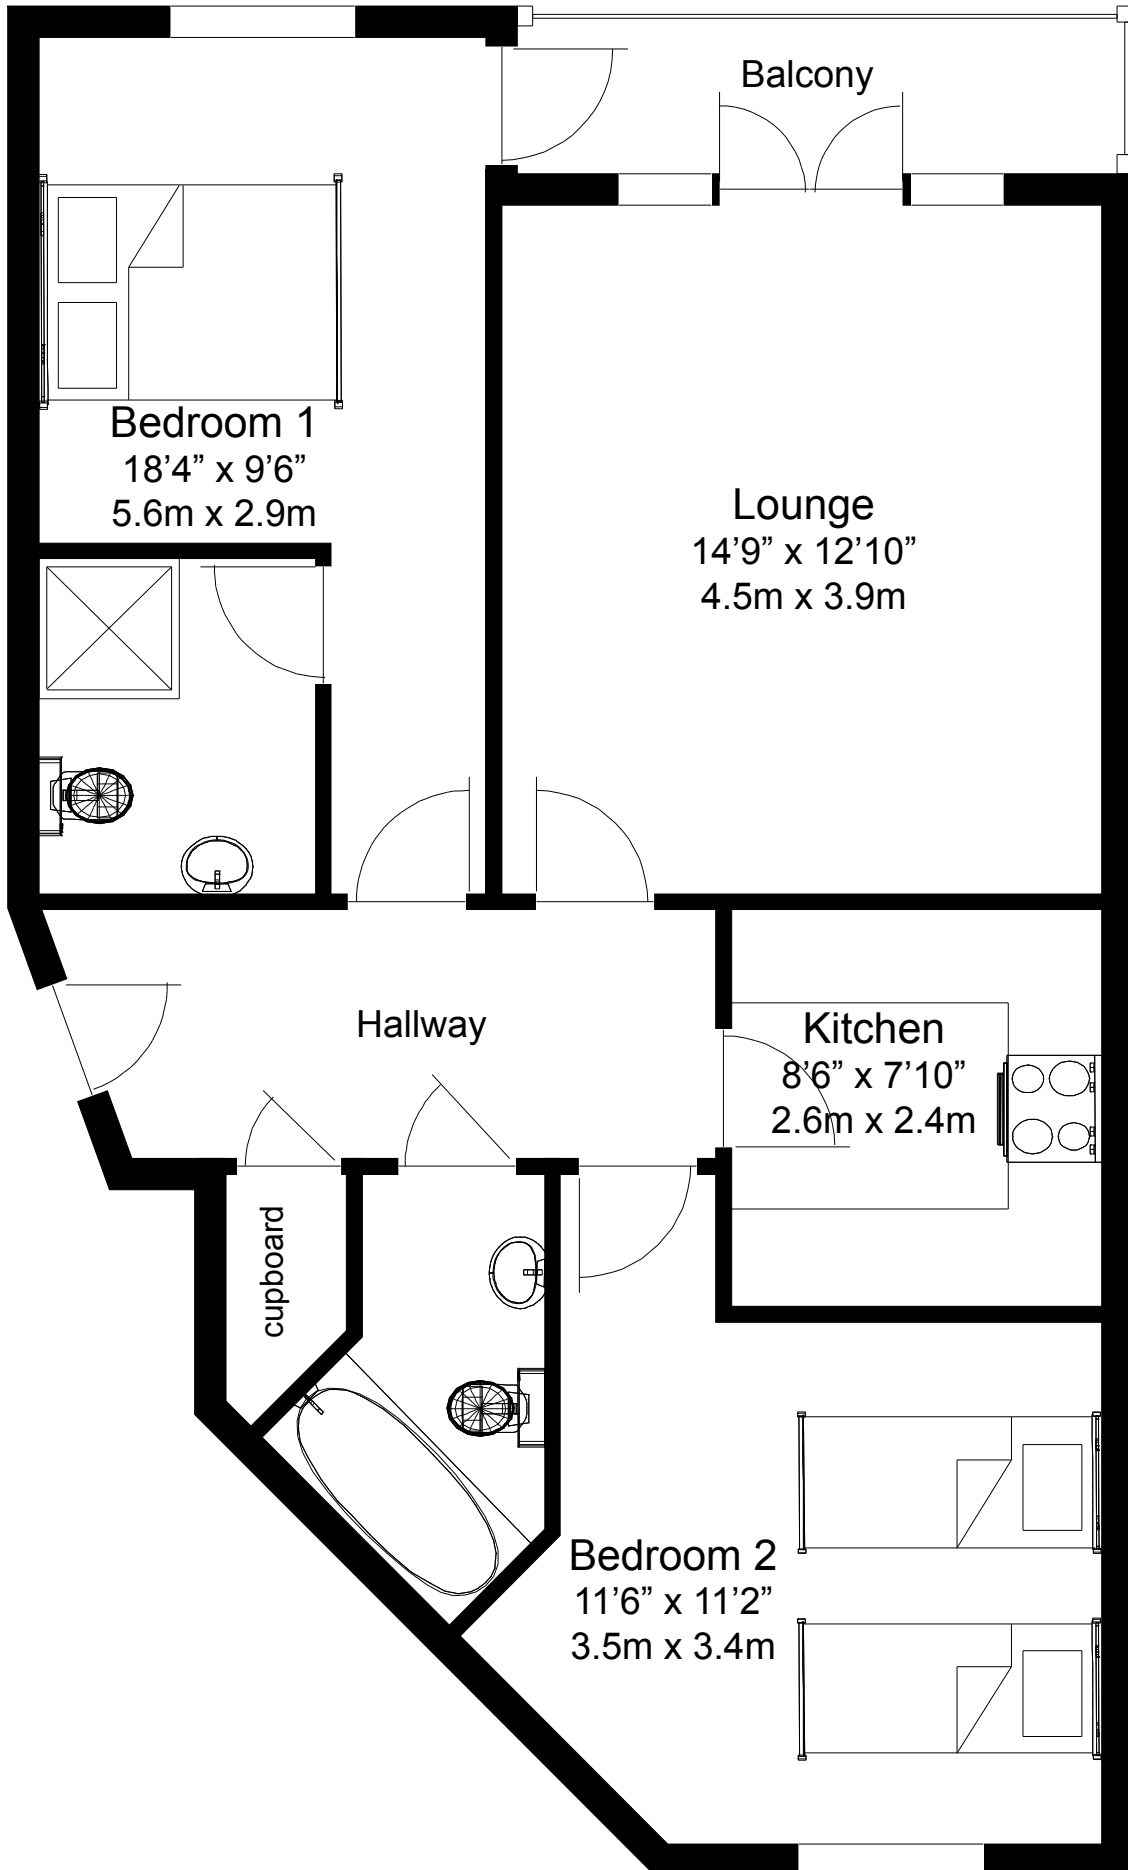 Balcony
Bedroom 1
18’4” x 9’6”
5.6m x 2.9m
Lounge
14’9” x 12’10”
4.5m x 3.9m
Hallway
Kitchen
8’6” x 7’10”
2.6m x 2.4m
cupboard
Bedroom 2
11’6” x 11’2”
3.5m x 3.4m